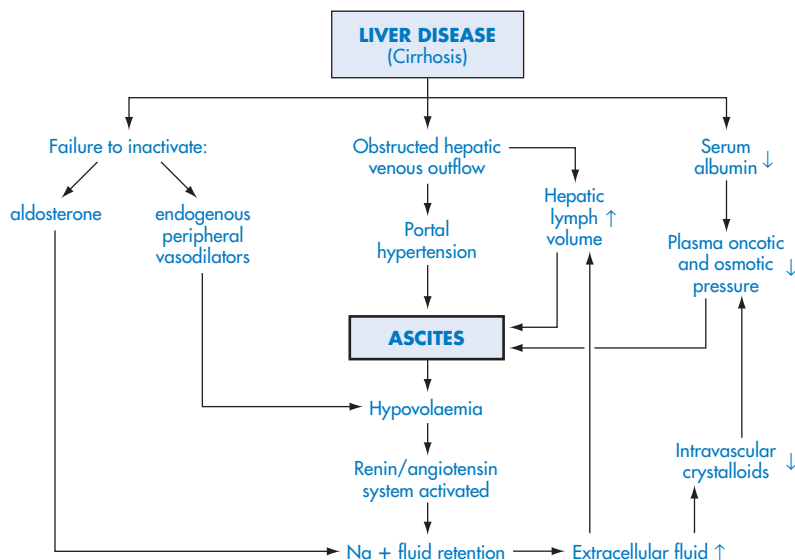 LIVER DISEASE
(Cirrhosis)
Failure to inactivate:
aldosterone
endogenous
peripheral
vasodilators
Obstructed hepatic
venous outflow
Portal
hypertension
Hepatic
lymph ↑
volume
Serum
albumin ↓
Plasma oncotic
and osmotic ↓
pressure
ASCITES
Hypovolaemia
Renin/angiotensin
system activated
Intravascular
crystalloids ↓
Na + fluid retention
Extracellular fluid ↑